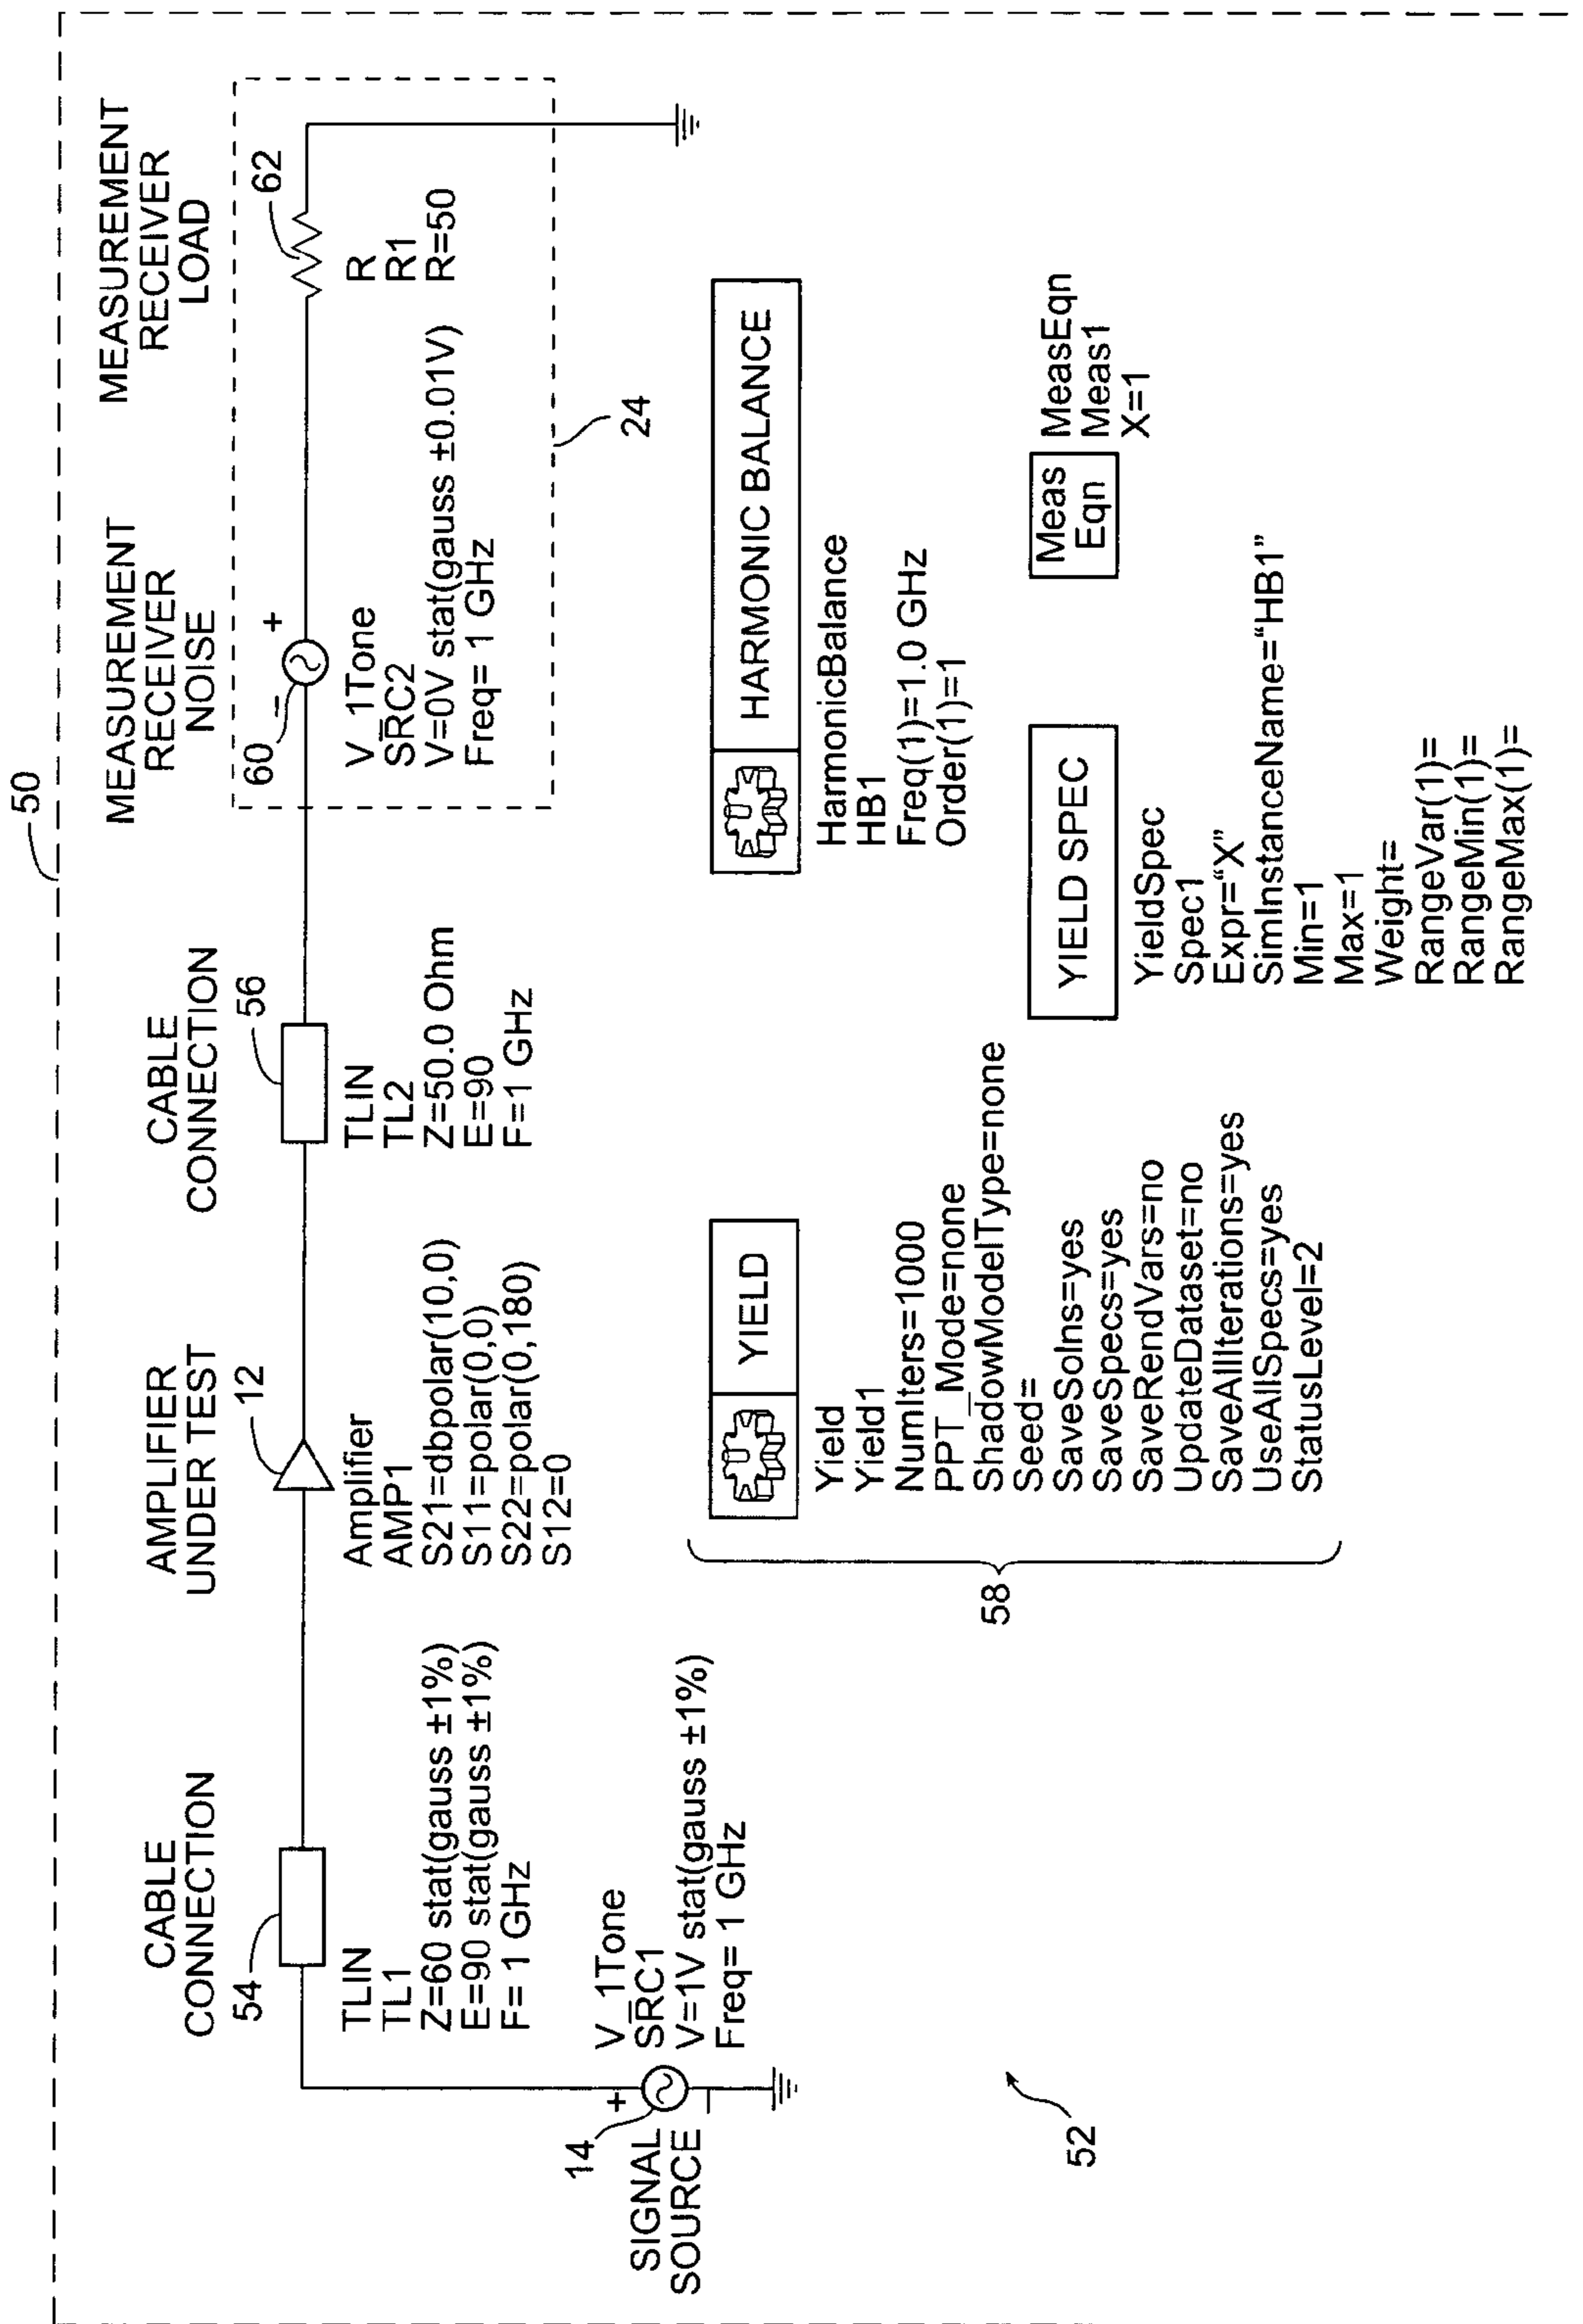 50
CABLE
CONNECTION
54
TLIN
TL1
Z=60 stat(gauss ±1%)
E=90 stat(gauss ±1%)
F= 1 GHz
14
SIGNAL
SOURCE
+
–
V_1Tone
SRC1
V=1V stat(gauss ±1%)
Freq= 1 GHz
52
AMPLIFIER
UNDER TEST
12
Amplifier
AMP1
S21=dbpolar(10,0)
S11=polar(0,0)
S22=polar(0,180)
S12=0
CABLE
CONNECTION
56
TLIN
TL2
Z=50.0 Ohm
E=90
F=1 GHz
MEASUREMENT
RECEIVER
NOISE
60
–
+
V_1Tone
SRC2
V=0V stat(gauss ±0.01V)
Freq= 1 GHz
MEASUREMENT
RECEIVER
LOAD
62
R
R1
R=50
24
58
YIELD
Yield
Yield1
NumIters=1000
PPT_Mode=none
ShadowModelType=none
Seed=
SaveSolns=yes
SaveSpecs=yes
SaveRendVars=no
UpdateDataset=no
SaveAllIterations=yes
UseAllSpecs=yes
StatusLevel=2
HARMONIC BALANCE
HarmonicBalance
HB1
Freq(1)=1.0 GHz
Order(1)=1
YIELD SPEC
YieldSpec
Spec1
Expr=“X”
SimInstanceName=“HB1”
Min=1
Max=1
Weight=
RangeVar(1)=
RangeMin(1)=
RangeMax(1)=
Meas
Eqn
MeasEqn
Meas1
X=1